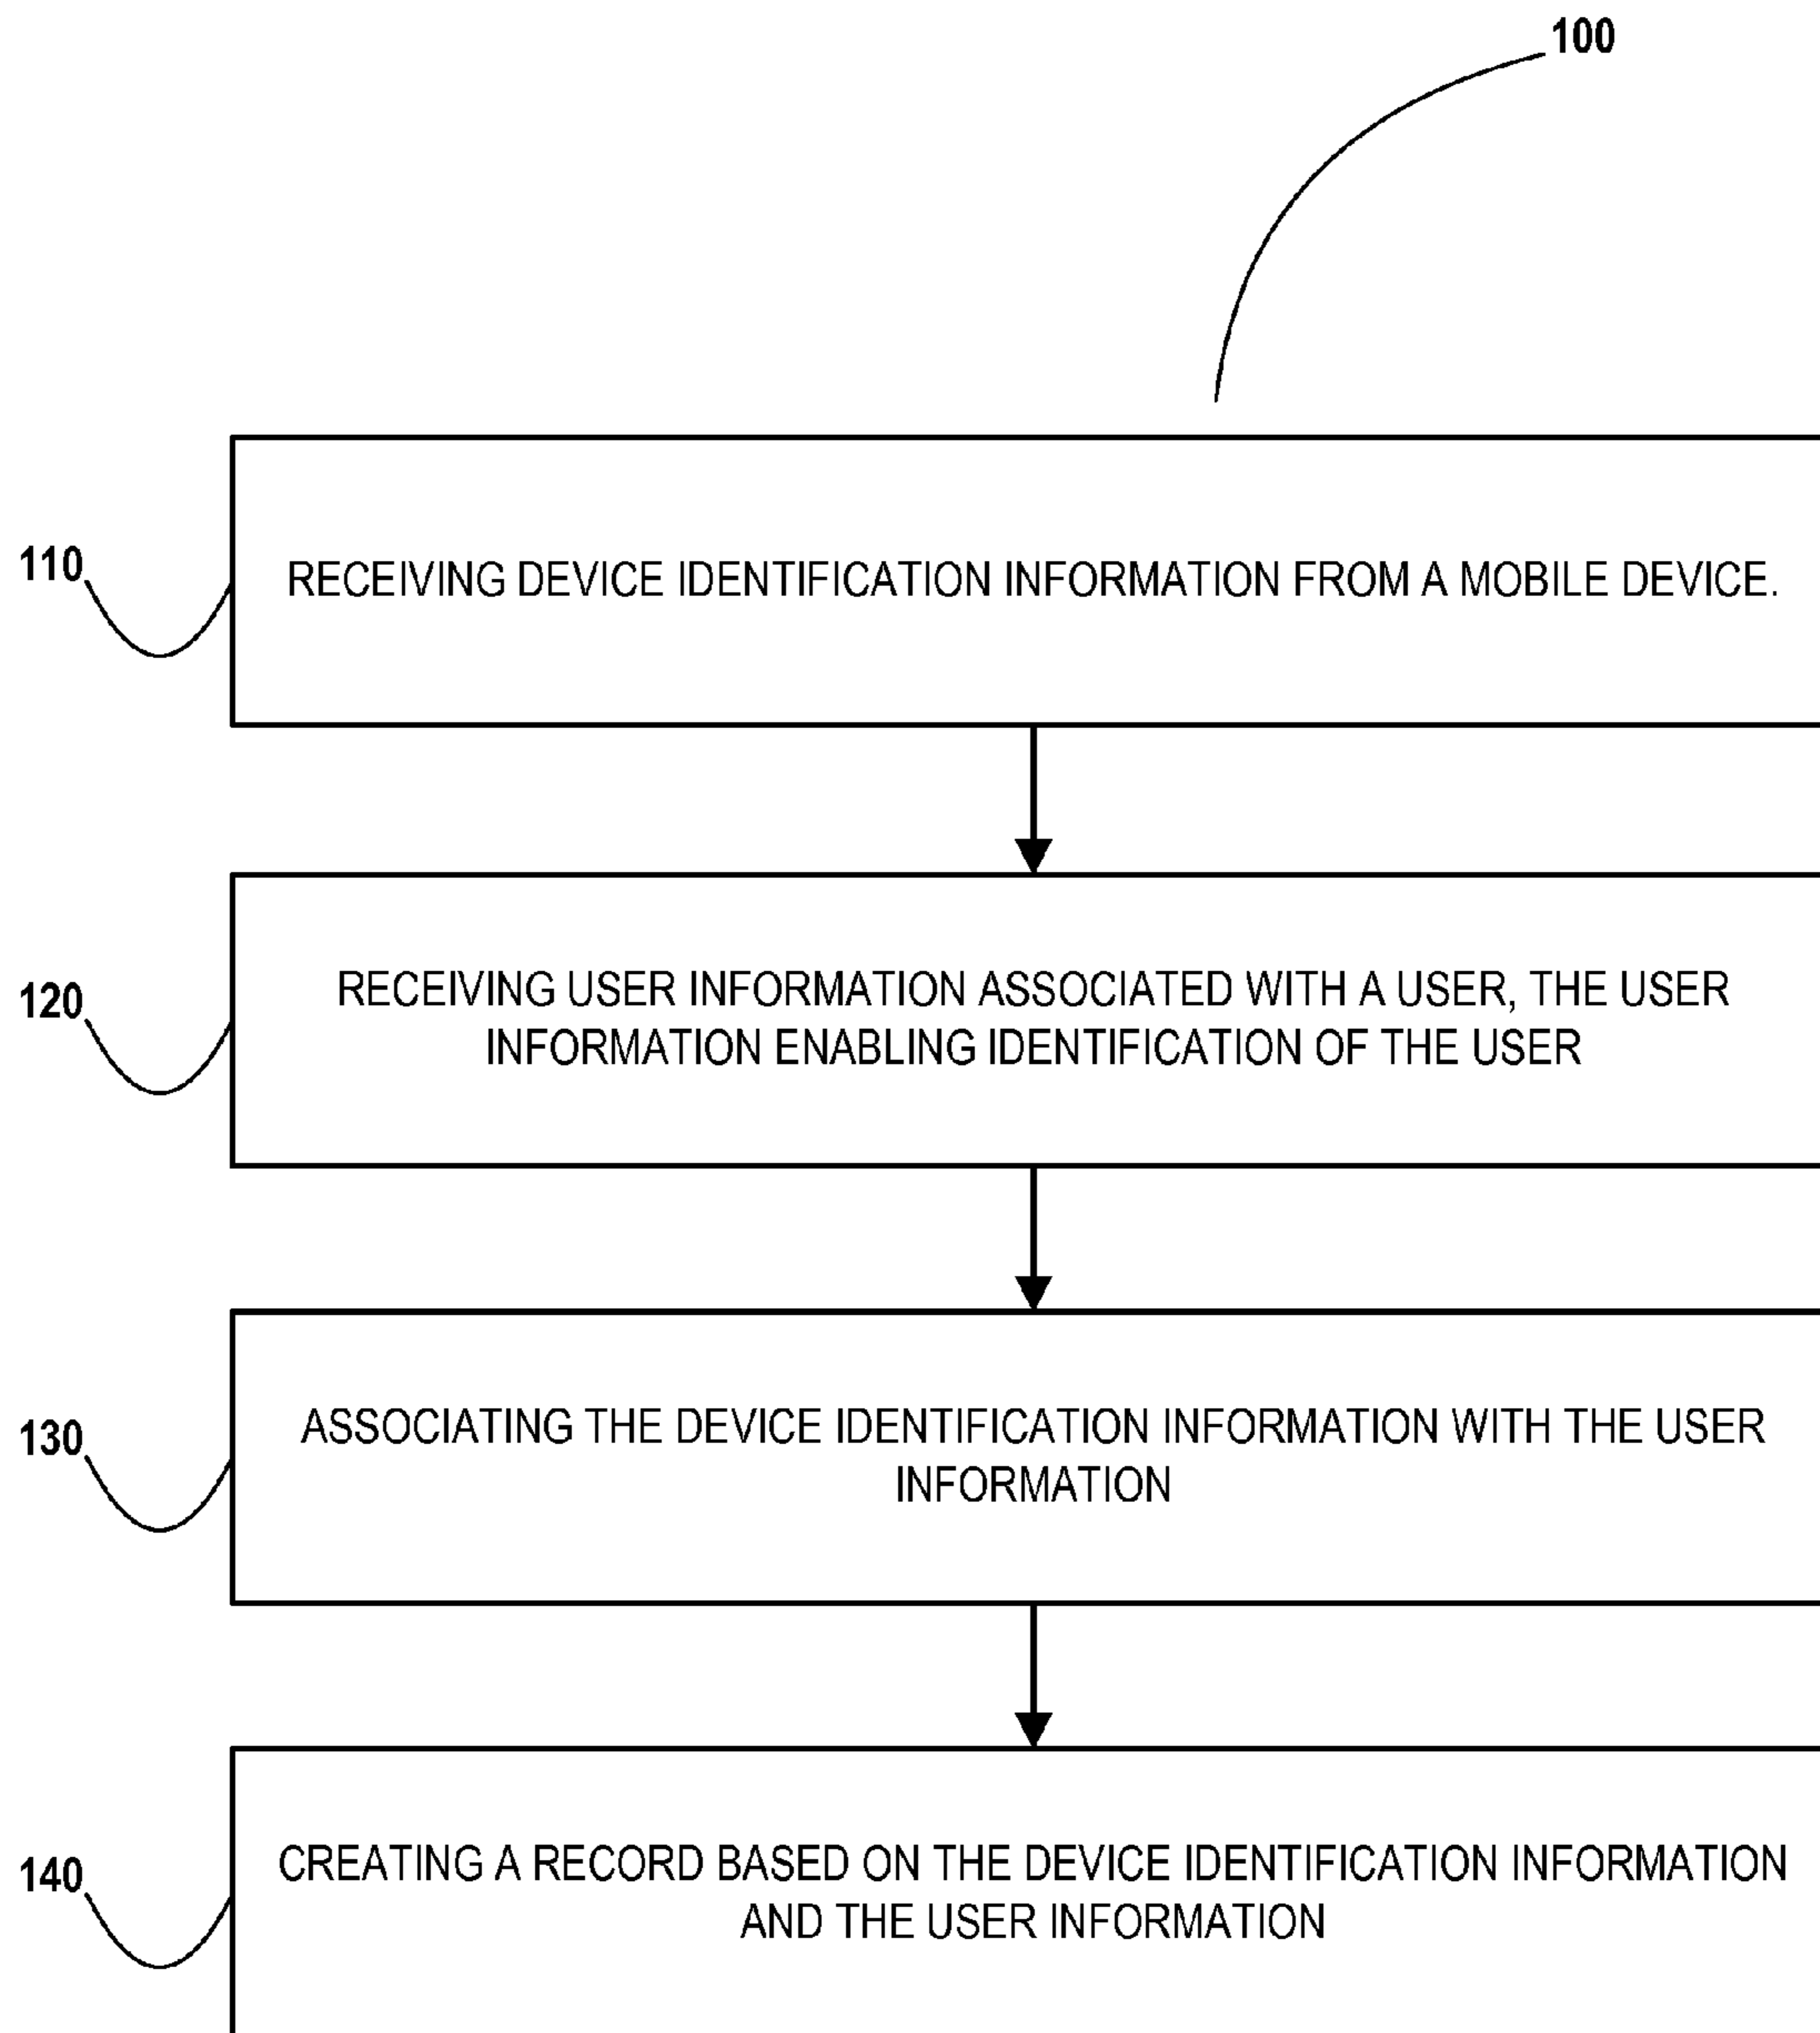 100
110
RECEIVING DEVICE IDENTIFICATION INFORMATION FROM A MOBILE DEVICE.
120
RECEIVING USER INFORMATION ASSOCIATED WITH A USER, THE USER
INFORMATION ENABLING IDENTIFICATION OF THE USER
130
ASSOCIATING THE DEVICE IDENTIFICATION INFORMATION WITH THE USER
INFORMATION
140
CREATING A RECORD BASED ON THE DEVICE IDENTIFICATION INFORMATION
AND THE USER INFORMATION